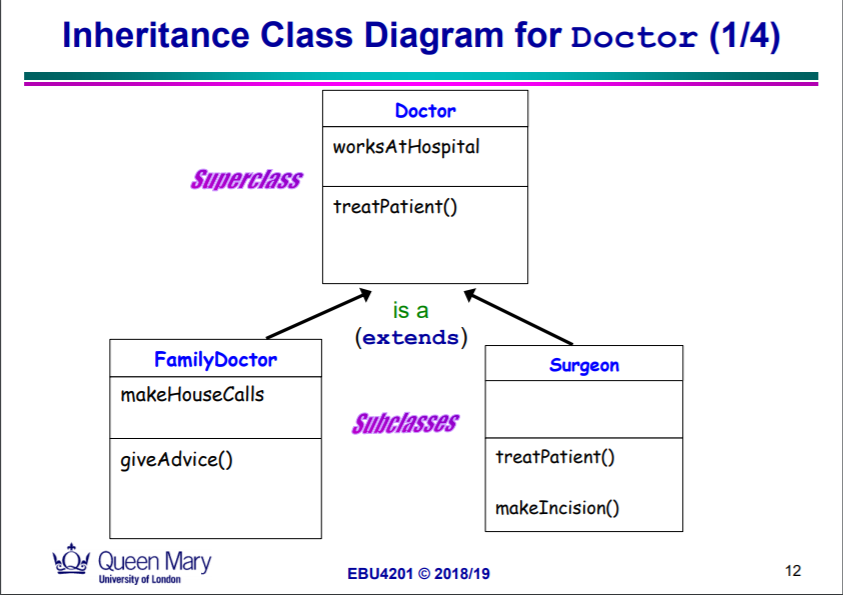 Inheritance Class Diagram for Doctor (1/4)
Doctor
worksAtHospital
Superclass
treatPatient()
is a
(extends)
FamilyDoctor
makeHouseCalls
giveAdvice()
Subclasses
Surgeon
treatPatient()
makeIncision()
Queen Mary
University of London
EBU4201 © 2018/19
12